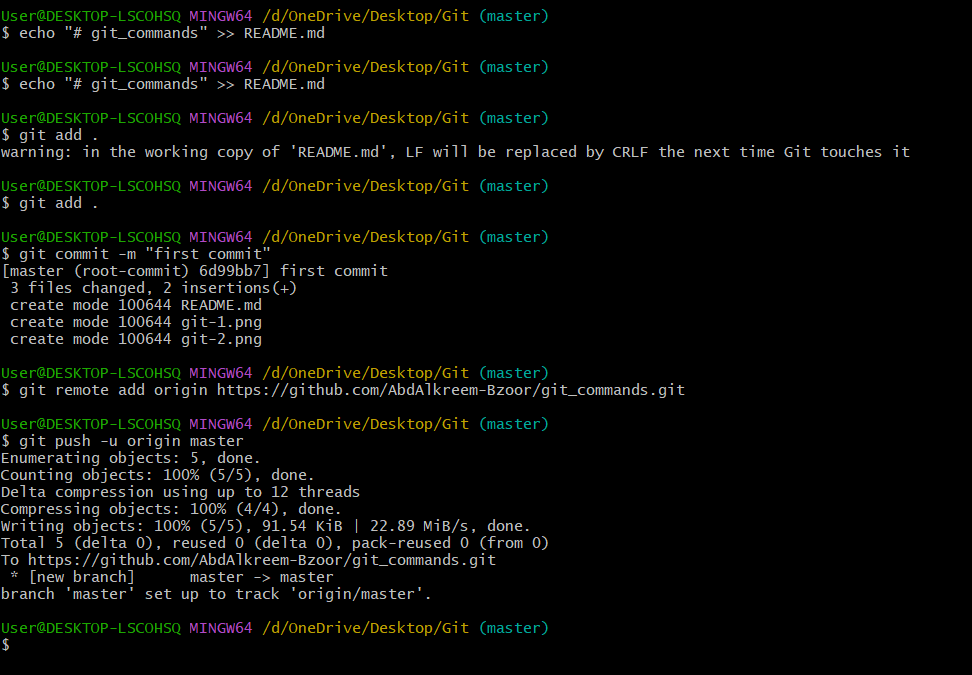 User@DESKTOP-LSCOHSQ MINGW64 /d/OneDrive/Desktop/Git (master)
$ echo "# git_commands" >> README.md

User@DESKTOP-LSCOHSQ MINGW64 /d/OneDrive/Desktop/Git (master)
$ echo "# git_commands" >> README.md

User@DESKTOP-LSCOHSQ MINGW64 /d/OneDrive/Desktop/Git (master)
$ git add .
warning: in the working copy of 'README.md', LF will be replaced by CRLF the next time Git touches it

User@DESKTOP-LSCOHSQ MINGW64 /d/OneDrive/Desktop/Git (master)
$ git add .

User@DESKTOP-LSCOHSQ MINGW64 /d/OneDrive/Desktop/Git (master)
$ git commit -m "first commit"
[master (root-commit) 6d99bb7] first commit
 3 files changed, 2 insertions(+)
 create mode 100644 README.md
 create mode 100644 git-1.png
 create mode 100644 git-2.png

User@DESKTOP-LSCOHSQ MINGW64 /d/OneDrive/Desktop/Git (master)
$ git remote add origin https://github.com/AbdAlkreem-Bzoor/git_commands.git

User@DESKTOP-LSCOHSQ MINGW64 /d/OneDrive/Desktop/Git (master)
$ git push -u origin master
Enumerating objects: 5, done.
Counting objects: 100% (5/5), done.
Delta compression using up to 12 threads
Compressing objects: 100% (4/4), done.
Writing objects: 100% (5/5), 91.54 KiB | 22.89 MiB/s, done.
Total 5 (delta 0), reused 0 (delta 0), pack-reused 0 (from 0)
To https://github.com/AbdAlkreem-Bzoor/git_commands.git
 * [new branch]      master -> master
branch 'master' set up to track 'origin/master'.

User@DESKTOP-LSCOHSQ MINGW64 /d/OneDrive/Desktop/Git (master)
$